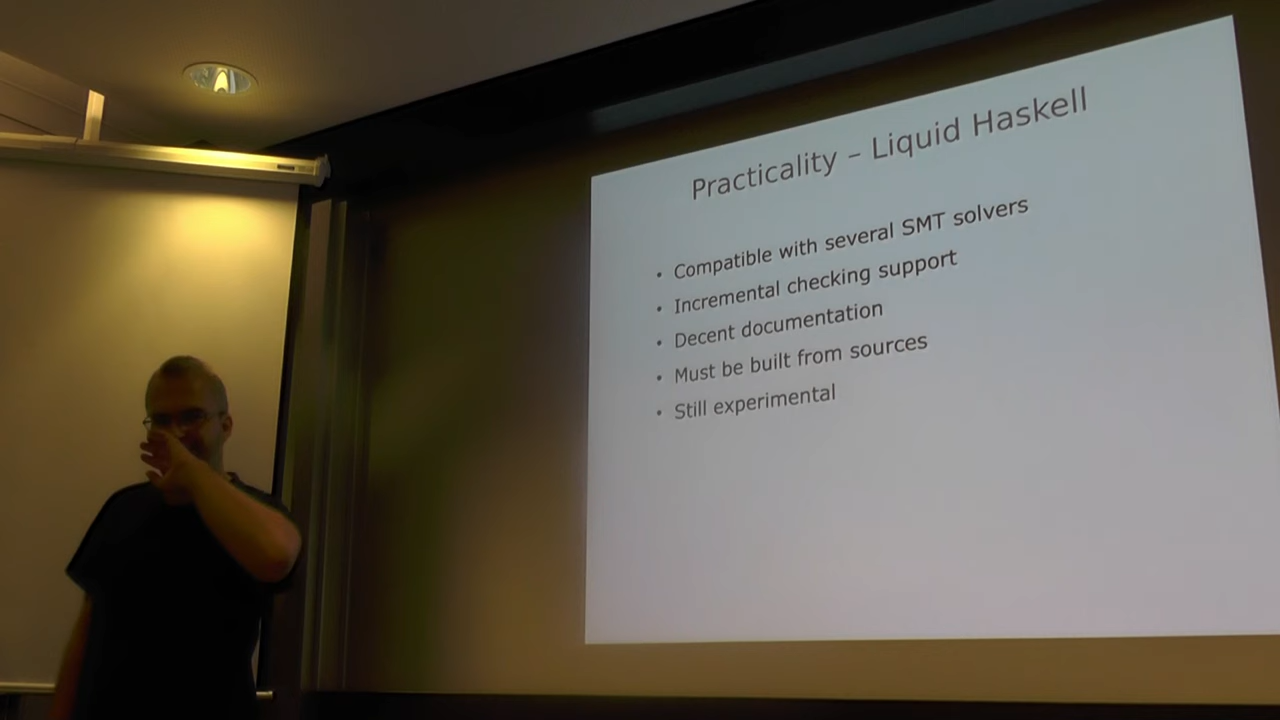 Practicality – Liquid Haskell
• Compatible with several SMT solvers
• Incremental checking support
• Decent documentation
• Must be built from sources
• Still experimental